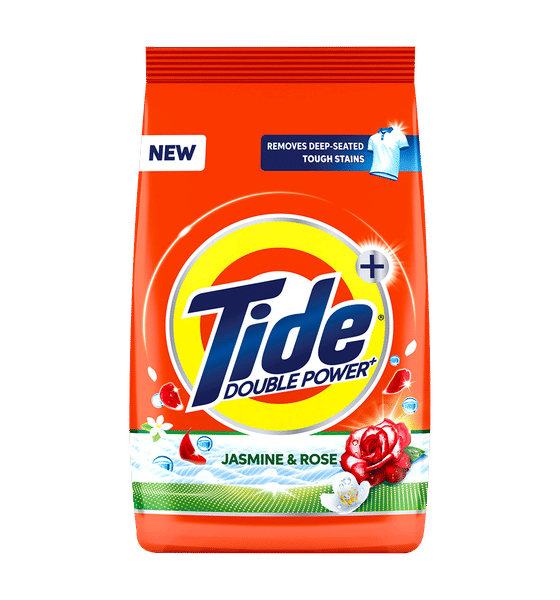 NEW
REMOVES DEEP-SEATED
TOUGH STAINS
+
Tide®
DOUBLE POWER+
JASMINE & ROSE